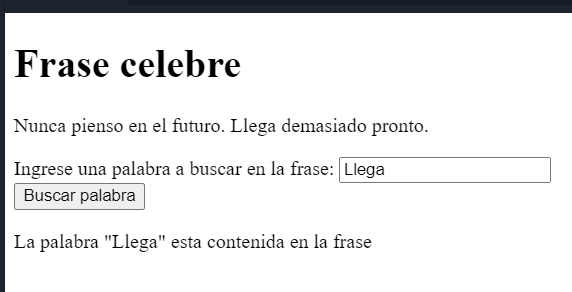 Frase celebre
Nunca pienso en el futuro. Llega demasiado pronto.
Ingrese una palabra a buscar en la frase: Llega
Buscar palabra
La palabra "Llega" esta contenida en la frase